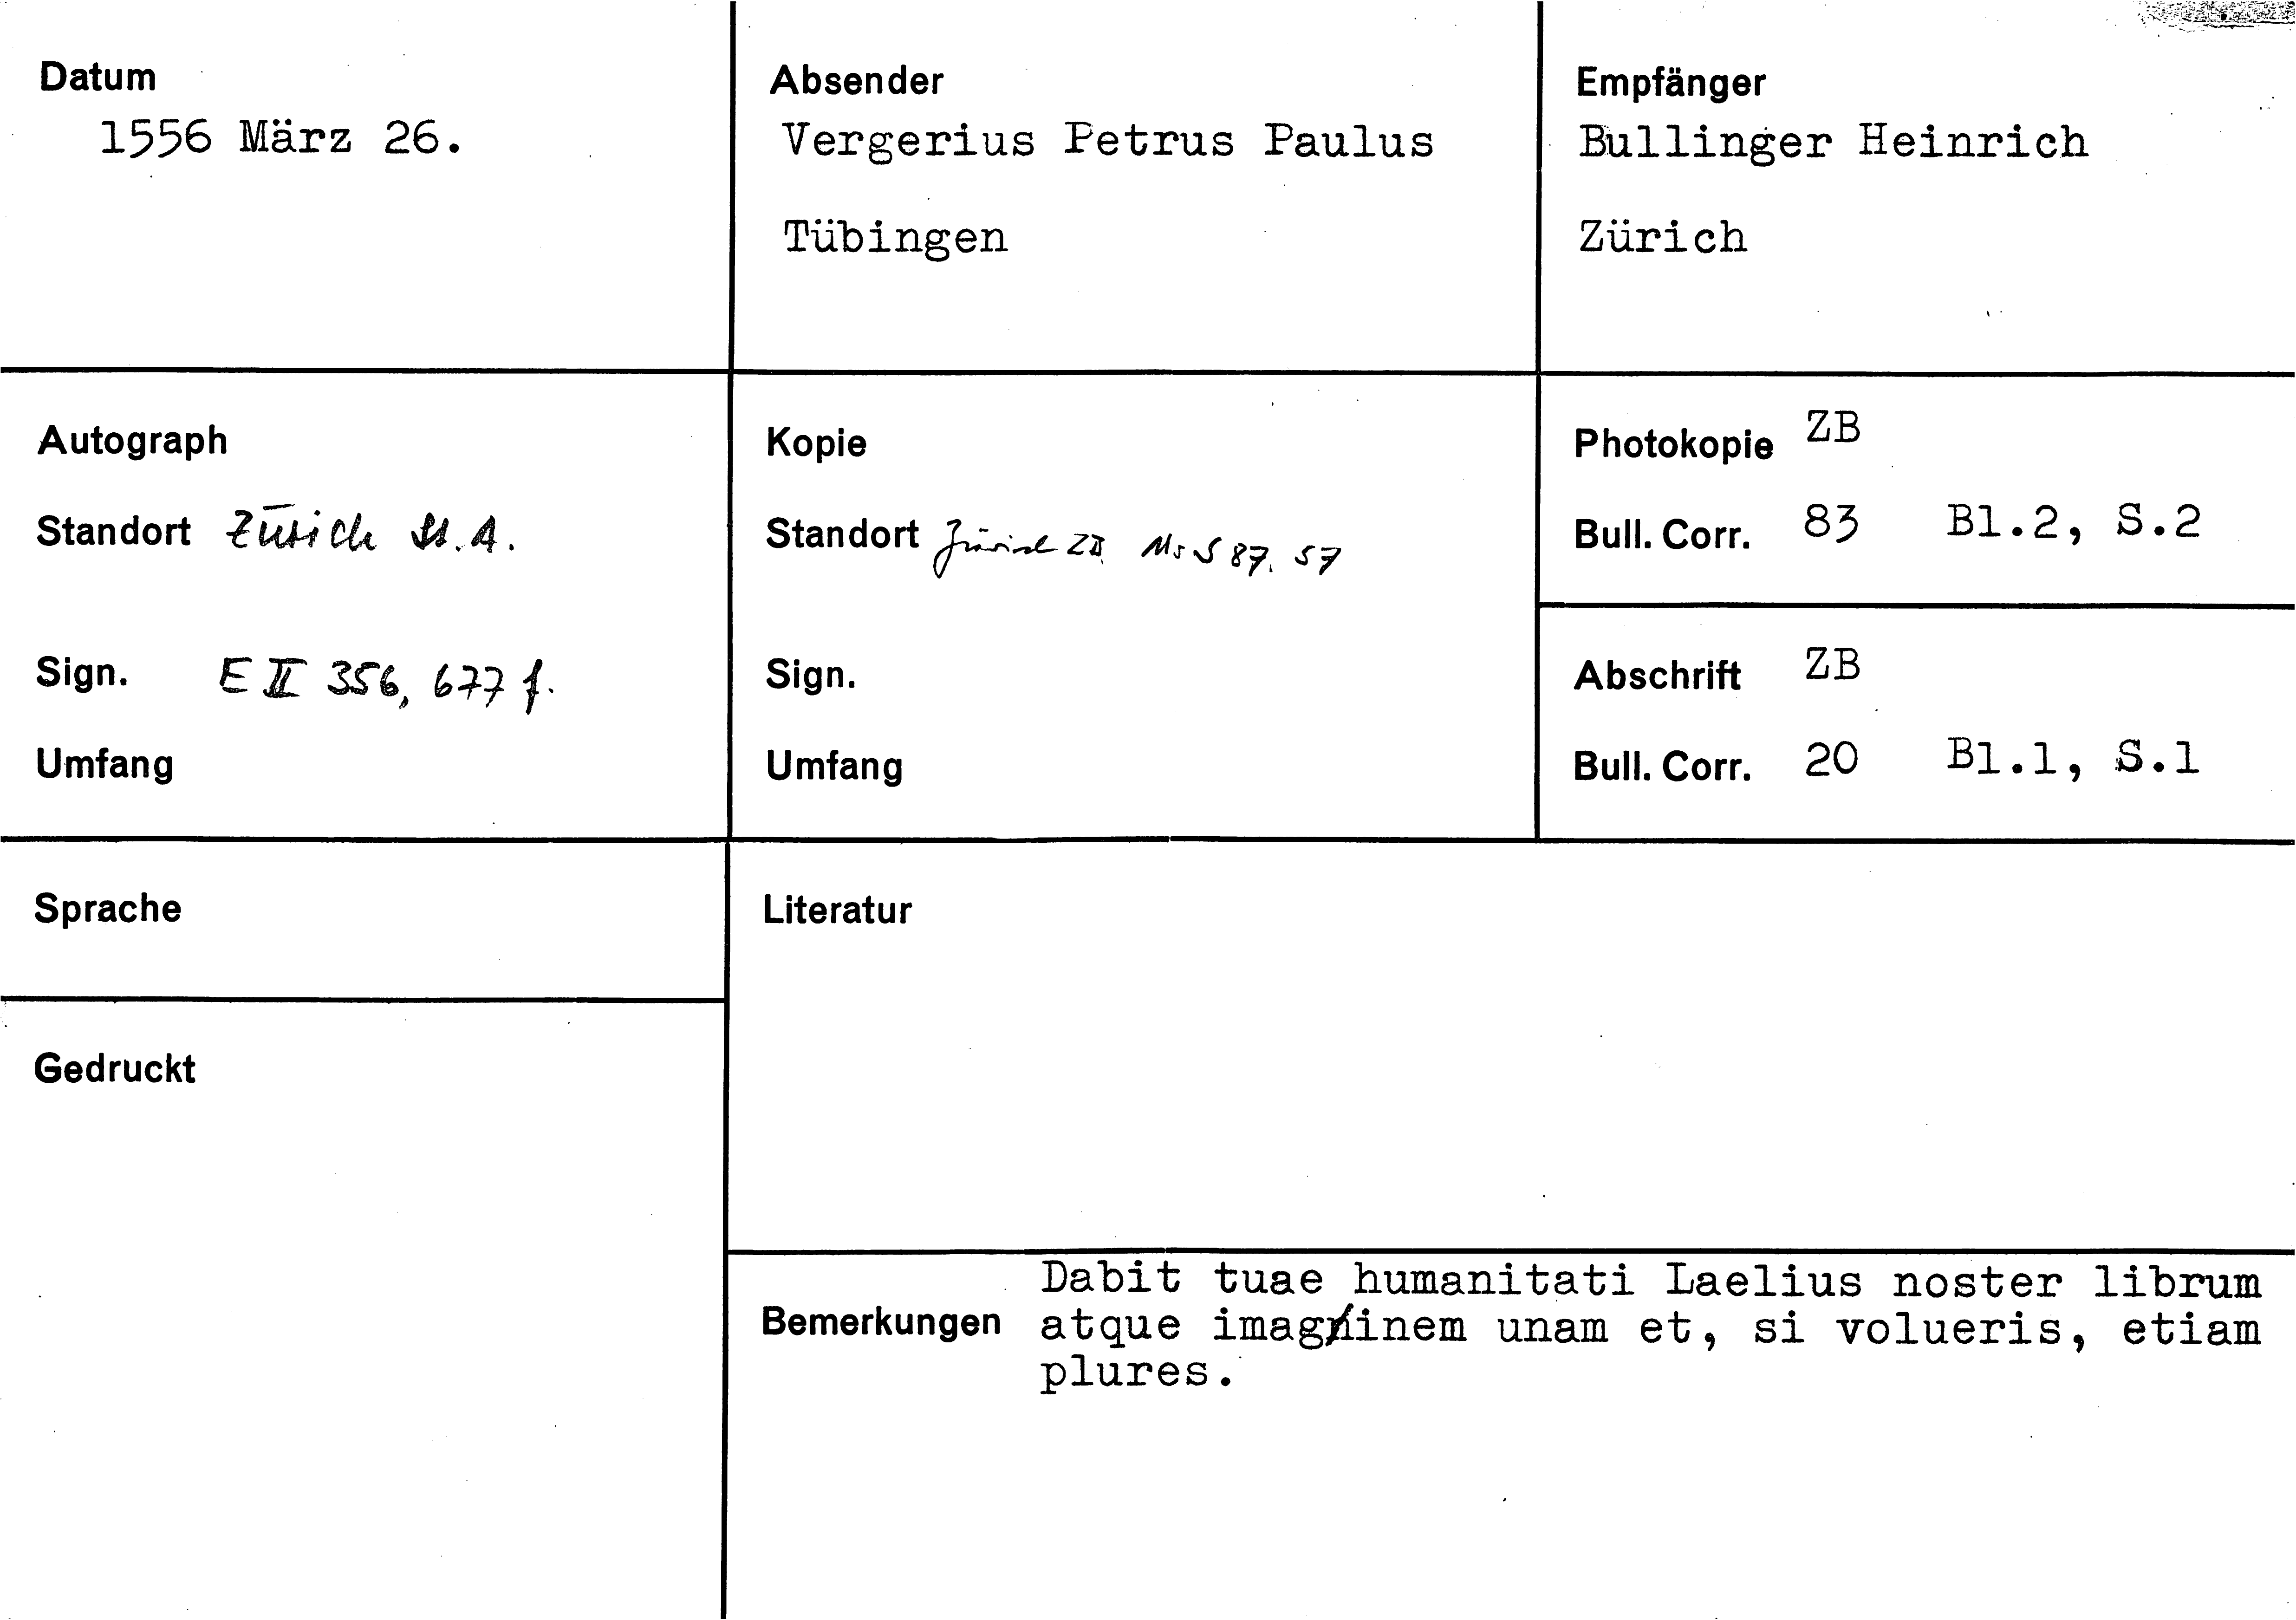 Datum
1556 März 26.
Absender
Vergerius Petrus Paulus
Tübingen
Empfänger
Bullinger Heinrich
Zürich
Autograph
Standort Zürich St.A.
Sign. E II 356, 677 f.
Umfang
Kopie
Standort Zürich ZB Ms S 87, 57
Sign.
Umfang
Photokopie ZB
Bull. Corr. 83 Bl.2, S.2
Abschrift ZB
Bull. Corr. 20 Bl.1, S.1
Sprache
Literatur
Gedruckt
Bemerkungen
Dabit tuae humanitati Laelius noster librum
atque imaginem unam et, si volueris, etiam
plures.